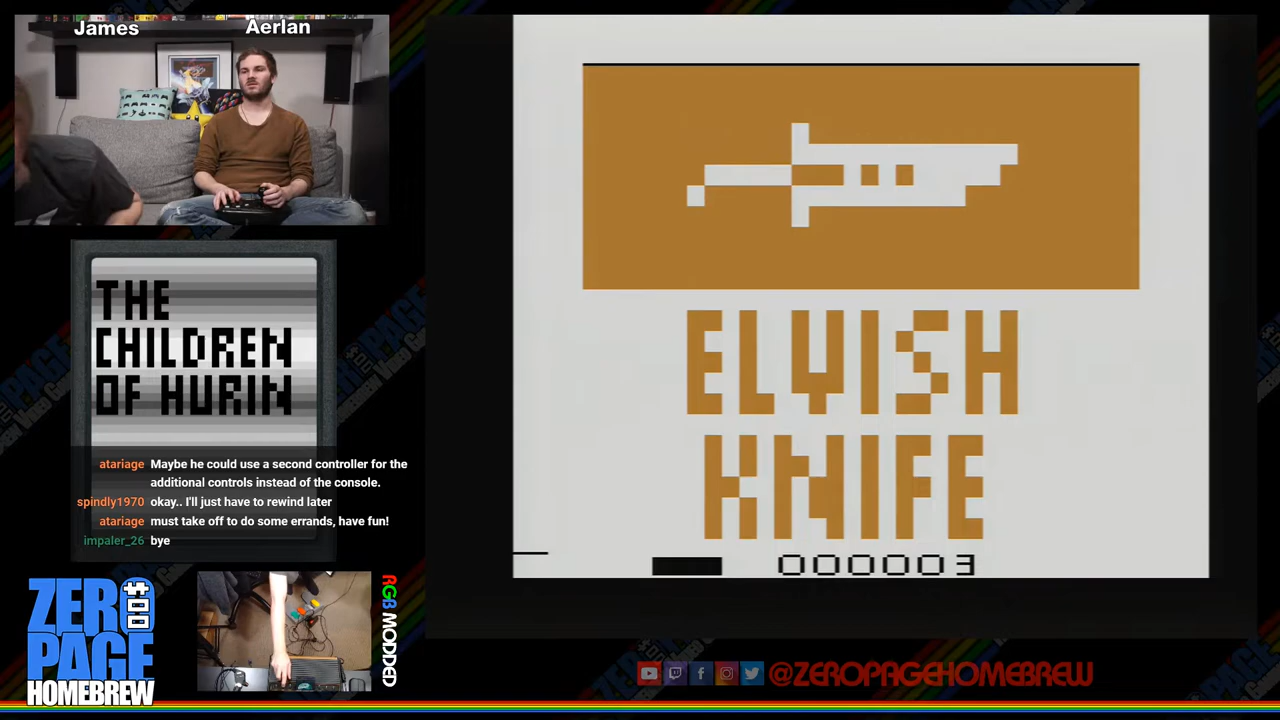 James
Aerlan
THE
CHILDREN
OF HURIN
atariage Maybe he could use a second controller for the
additional controls instead of the console.
spindly1970 okay.. I'll just have to rewind later
atariage must take off to do some errands, have fun!
impaler_26 bye
ELVISH
KNIFE
000003
ZERO
$00
PAGE
HOMEBREW
RGB MODDED
@ZEROPAGEHOMEBREW